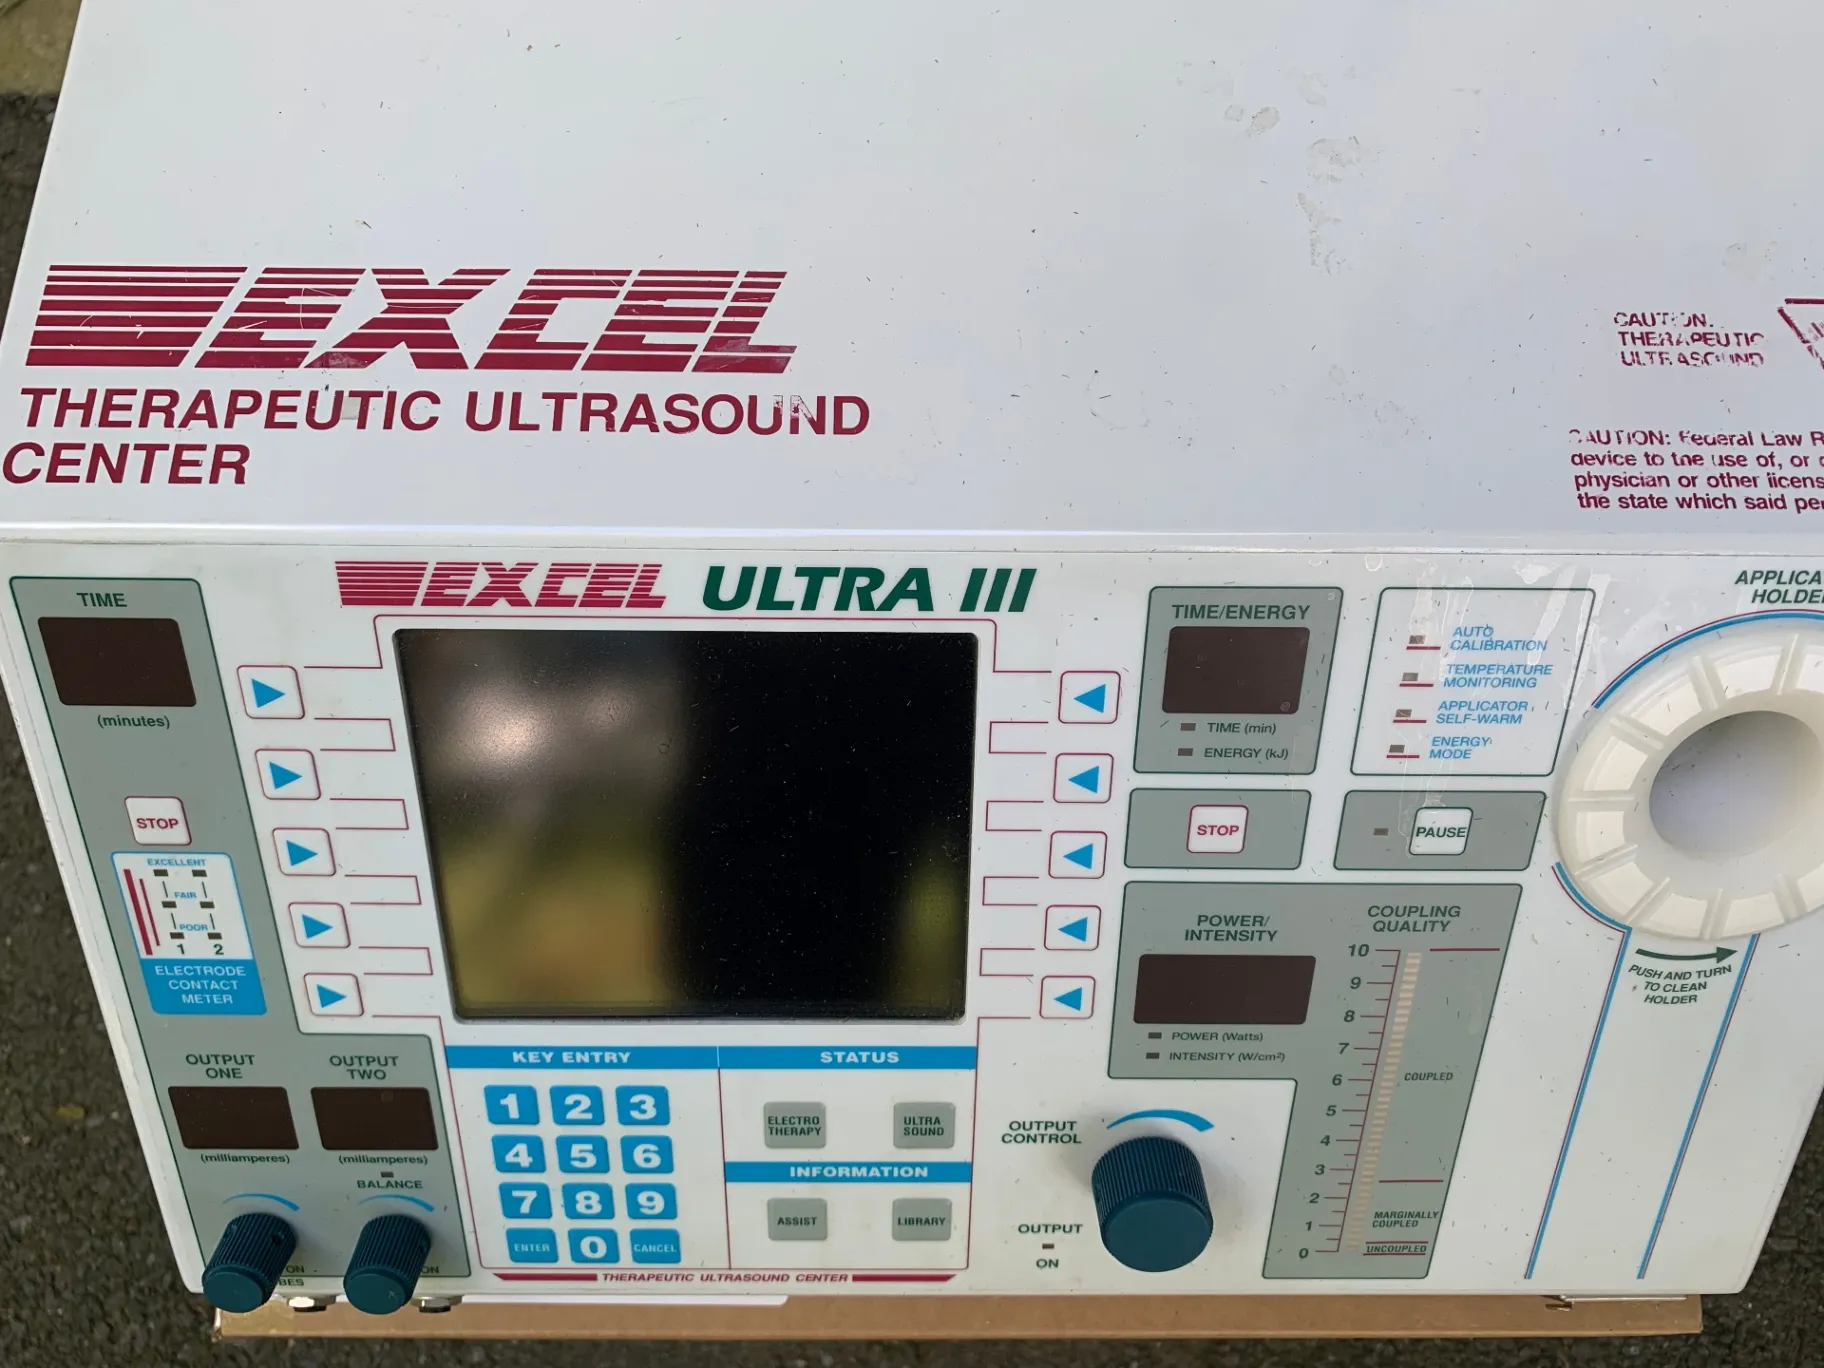 EXCEL
THERAPEUTIC ULTRASOUND
CENTER
CAUTION.
THERAPEUTIC
ULTRASOUND
CAUTION: Federal Law
device to the use of, or
physician or other
the state which said
EXCEL ULTRA III
TIME
(minutes)
STOP
EXCELLENT
FAIR
POOR
1 2
ELECTRODE
CONTACT
METER
OUTPUT
ONE
OUTPUT
TWO
(milliamperes)
(milliamperes)
BALANCE
ON
ON
KEY ENTRY
1 2 3
4 5 6
7 8 9
ENTER 0 CANCEL
STATUS
ELECTRO
THERAPY
ULTRA
SOUND
INFORMATION
ASSIST
LIBRARY
THERAPEUTIC ULTRASOUND CENTER
TIME/ENERGY
TIME (min)
ENERGY (kJ)
AUTO
CALIBRATION
TEMPERATURE
MONITORING
APPLICATOR
SELF-WARM
ENERGY
MODE
STOP
PAUSE
POWER/
INTENSITY
POWER (Watts)
INTENSITY (W/cm²)
COUPLING
QUALITY
10
9
8
7
6
5
4
3
2
1
0
COUPLED
MARGINALLY
COUPLED
UNCOUPLED
OUTPUT
CONTROL
OUTPUT
ON
PUSH AND TURN
TO CLEAN
HOLDER